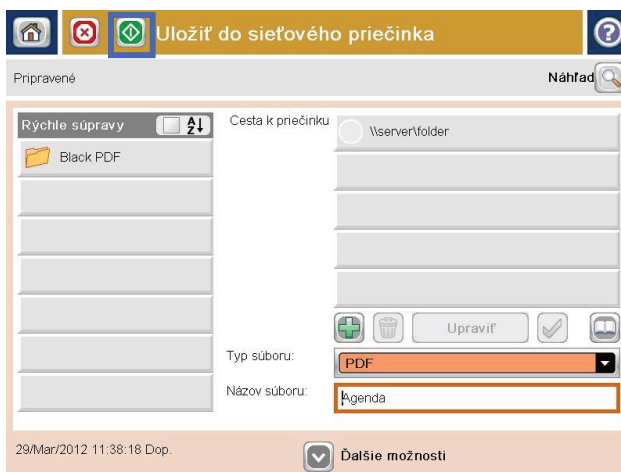 Uložiť do sieťového priečinka
?
Pripravené
Náhľad
Rýchle súpravy
A
Z
Black PDF
Cesta k priečinku
\\server\folder
Upraviť
Typ súboru:
PDF
Názov súboru:
Agenda
29/Mar/2012 11:38:18 Dop.
Ďalšie možnosti